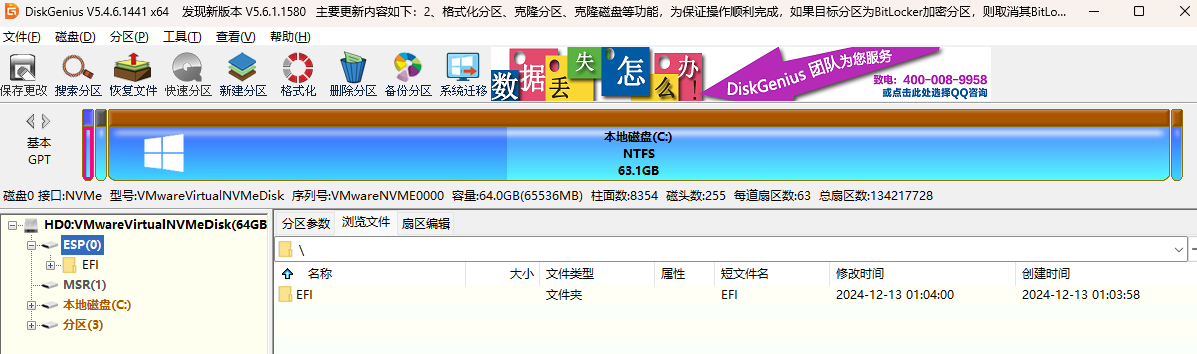 DiskGenius V5.4.6.1441 x64 发现新版本 V5.6.1.1580 主要更新内容如下：2、格式化分区、克隆分区、克隆磁盘等功能，为保证操作顺利完成，如果目标分区为BitLocker加密分区，则取消其BitLo...
文件(F) 磁盘(D) 分区(P) 工具(T) 查看(V) 帮助(H)
保存更改 搜索分区 恢复文件 快速分区 新建分区 格式化 删除分区 备份分区 系统迁移
数据丢失怎么办!
DiskGenius 团队为您服务
致电: 400-008-9958
或点击此处选择QQ咨询
基本
GPT
本地磁盘(C:)
NTFS
63.1GB
磁盘0 接口:NVMe 型号:VMwareVirtualNVMeDisk 序列号:VMwareNVME0000 容量:64.0GB(65536MB) 柱面数:8354 磁头数:255 每道扇区数:63 总扇区数:134217728
HD0:VMwareVirtualNVMeDisk(64GB
ESP(0)
EFI
MSR(1)
本地磁盘(C:)
分区(3)
分区参数 浏览文件 扇区编辑
\
名称 大小 文件类型 属性 短文件名 修改时间 创建时间
EFI 文件夹 EFI 2024-12-13 01:04:00 2024-12-13 01:03:58